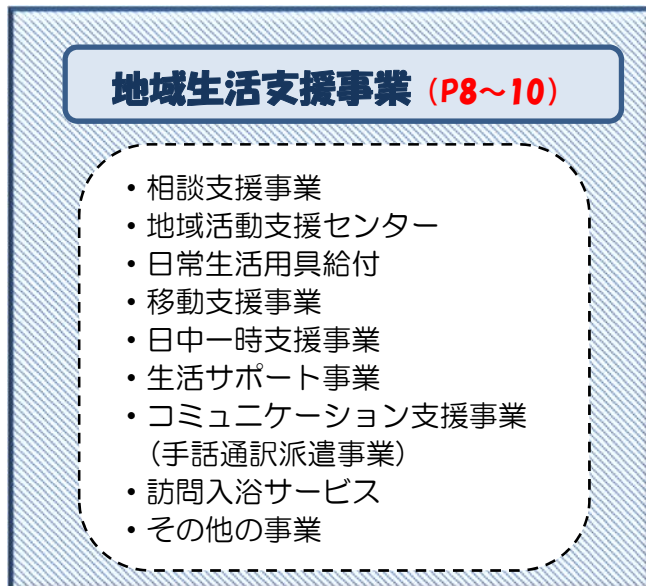 地域生活支援事業（P8～10）
・相談支援事業
・地域活動支援センター
・日常生活用具給付
・移動支援事業
・日中一時支援事業
・生活サポート事業
・コミュニケーション支援事業
（手話通訳派遣事業）
・訪問入浴サービス
・その他の事業